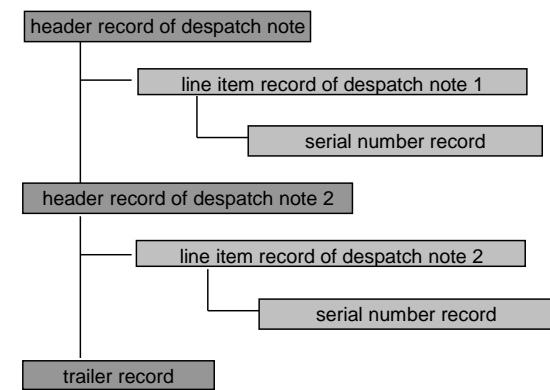 header record of despatch note
line item record of despatch note 1
serial number record
header record of despatch note 2
line item record of despatch note 2
serial number record
trailer record